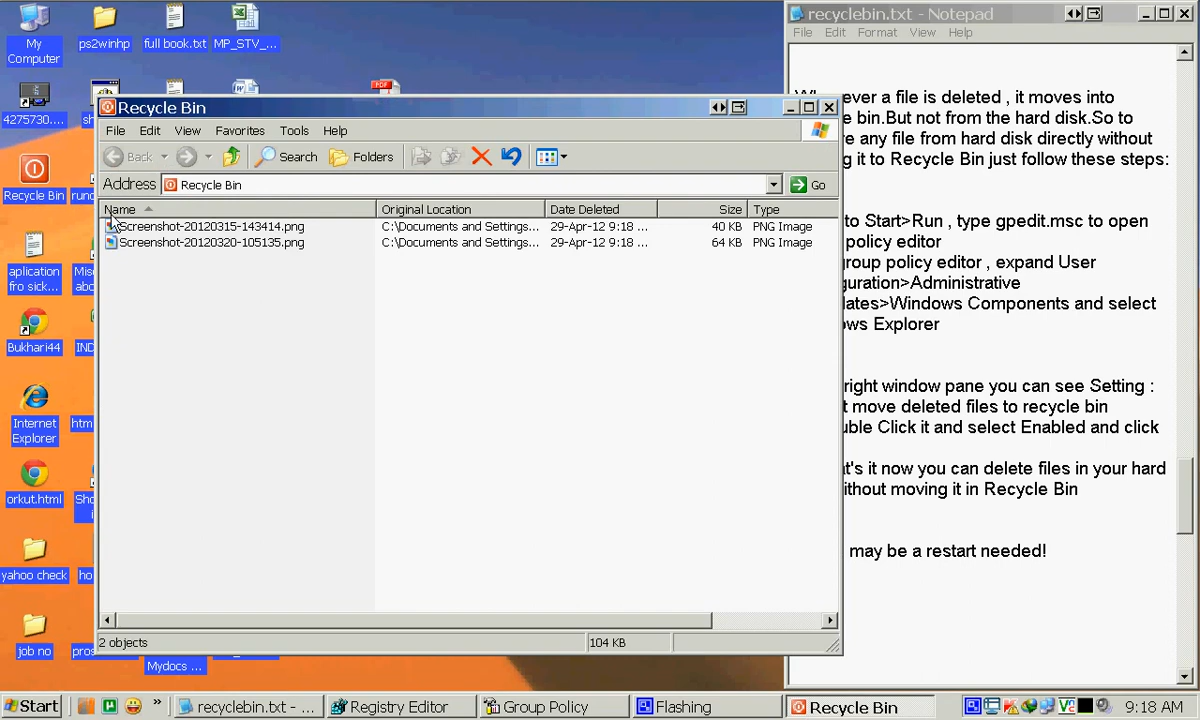 My Computer
ps2winhp
full book.txt
MP_STV_...
4275730....
sh
Recycle Bin
runo
aplication fro sick...
Misc
abo
Bukhari44
IND
Internet Explorer
htm
orkut.html
Sho
yahoo check
ho
job no
pros
Mydocs ...
Recycle Bin
File Edit View Favorites Tools Help
Back Search Folders
Address Recycle Bin Go
Name Original Location Date Deleted Size Type
Screenshot-20120315-143414.png C:\Documents and Settings... 29-Apr-12 9:18 ... 40 KB PNG Image
Screenshot-20120320-105135.png C:\Documents and Settings... 29-Apr-12 9:18 ... 64 KB PNG Image
2 objects 104 KB
recyclebin.txt - Notepad
File Edit Format View Help
ever a file is deleted , it moves into
e bin.But not from the hard disk.So to
e any file from hard disk directly without
g it to Recycle Bin just follow these steps:
to Start>Run , type gpedit.msc to open
policy editor
group policy editor , expand User
guration>Administrative
lates>Windows Components and select
ows Explorer
right window pane you can see Setting :
t move deleted files to recycle bin
uble Click it and select Enabled and click
at's it now you can delete files in your hard
ithout moving it in Recycle Bin
may be a restart needed!
Start » recyclebin.txt - ... Registry Editor Group Policy Flashing Recycle Bin 9:18 AM